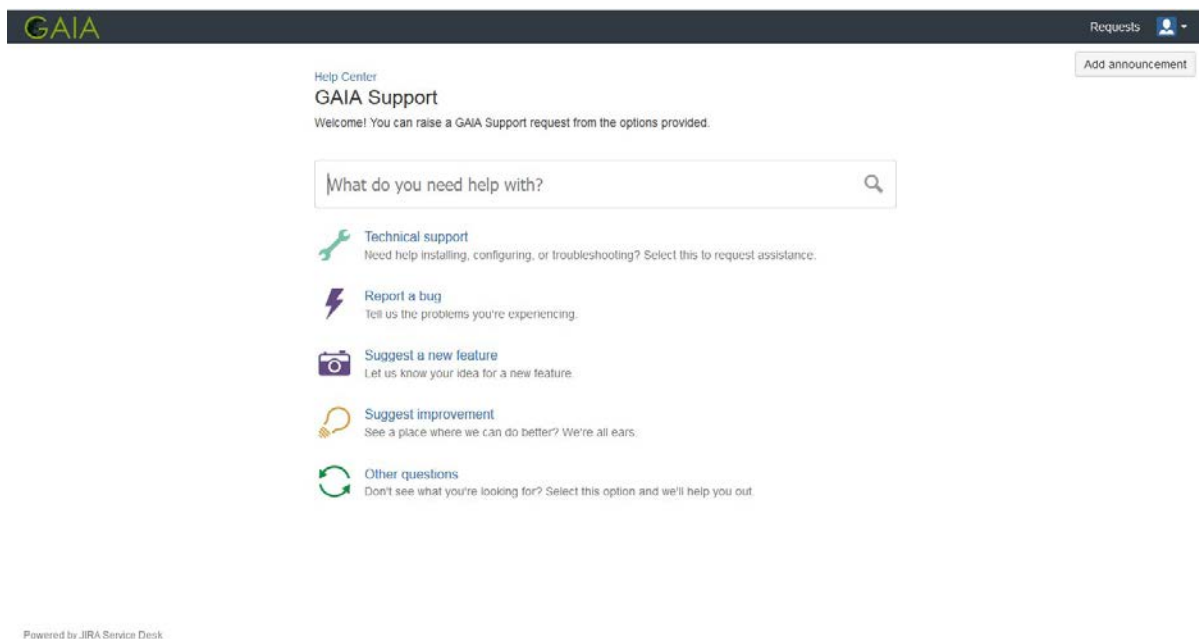 GAIA
Requests
Add announcement
Help Center
GAIA Support
Welcome! You can raise a GAIA Support request from the options provided.
What do you need help with?
Technical support
Need help installing, configuring, or troubleshooting? Select this to request assistance.
Report a bug
Tell us the problems you're experiencing.
Suggest a new feature
Let us know your idea for a new feature
Suggest improvement
See a place where we can do better? We're all ears.
Other questions
Don't see what you're looking for? Select this option and we'll help you out.
Powered by JIRA Service Desk